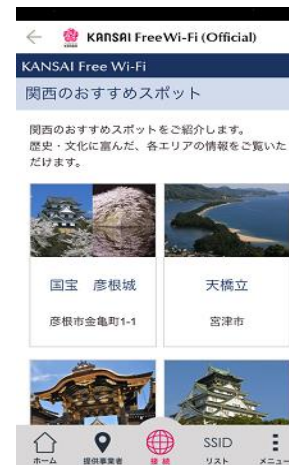 KANSAI Free Wi-Fi (Official)
KANSAI Free Wi-Fi
関西のおすすめスポット
関西のおすすめスポットをご紹介します。
歴史・文化に富んだ、各エリアの情報をご覧いた
だけます。
国宝 彦根城
彦根市金亀町1-1
天橋立
宮津市
ホーム
提供事業者
接続
SSID
リスト
メニュー